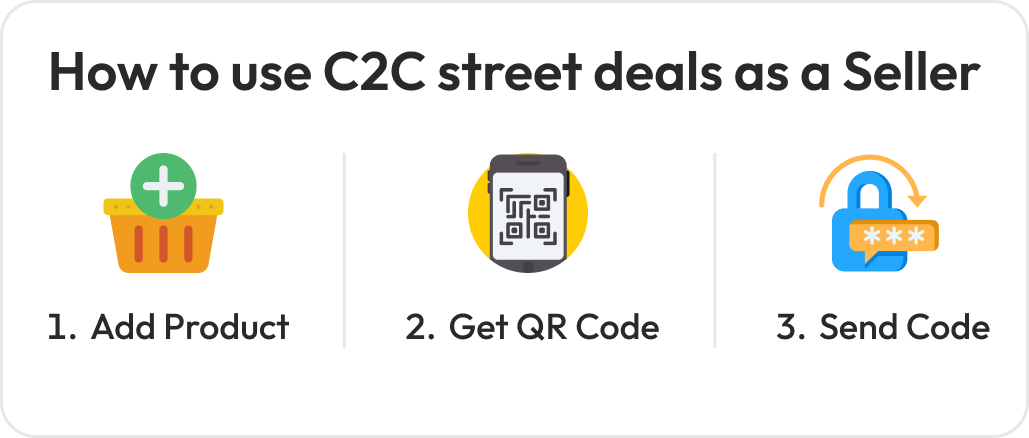 How to use C2C street deals as a Seller
1. Add Product
2. Get QR Code
3. Send Code